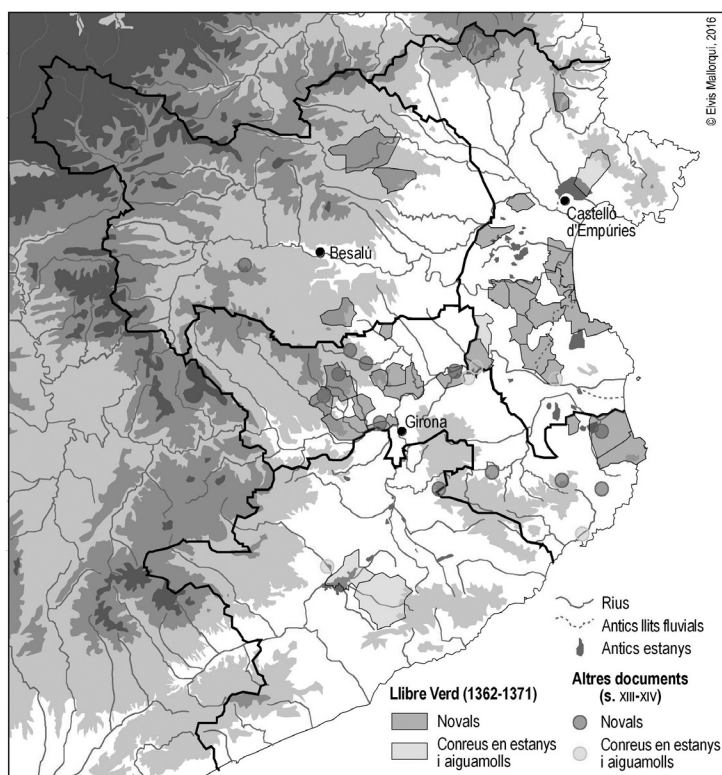 © Elvis Mallorquí, 2016
Castelló
d'Empúries
Besalú
Girona
Rius
Antics llits fluvials
Antics estanys
Llibre Verd (1362-1371)
Novals
Conreus en estanys
i aiguamolls
Altres documents
(s. XIII-XIV)
Novals
Conreus en estanys
i aiguamolls